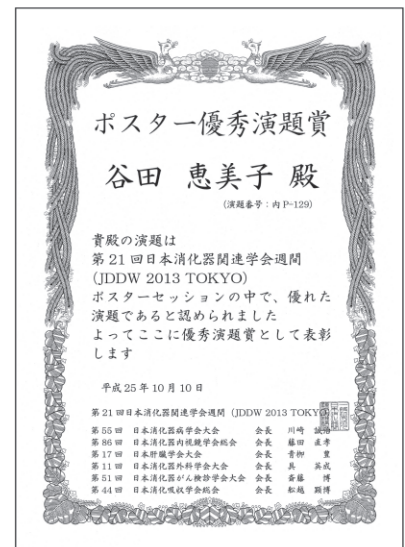 ポスター優秀演題賞
谷田 恵美子 殿
(演題番号：内P-129)
貴殿の演題は
第21回日本消化器関連学会週間
(JDDW 2013 TOKYO)
ポスターセッションの中で、優れた
演題であると認められました
よってここに優秀演題賞として表彰
します
平成25年10月10日
第21回日本消化器関連学会週間 (JDDW 2013 TOKYO)
第55回 日本消化器病学会大会 会長 川崎 誠治
第86回 日本消化器内視鏡学会総会 会長 藤田 直孝
第17回 日本肝臓学会大会 会長 青柳 豊
第11回 日本消化器外科学会大会 会長 具 英成
第51回 日本消化器がん検診学会大会 会長 斎藤 博
第44回 日本消化吸収学会総会 会長 船越 顕博